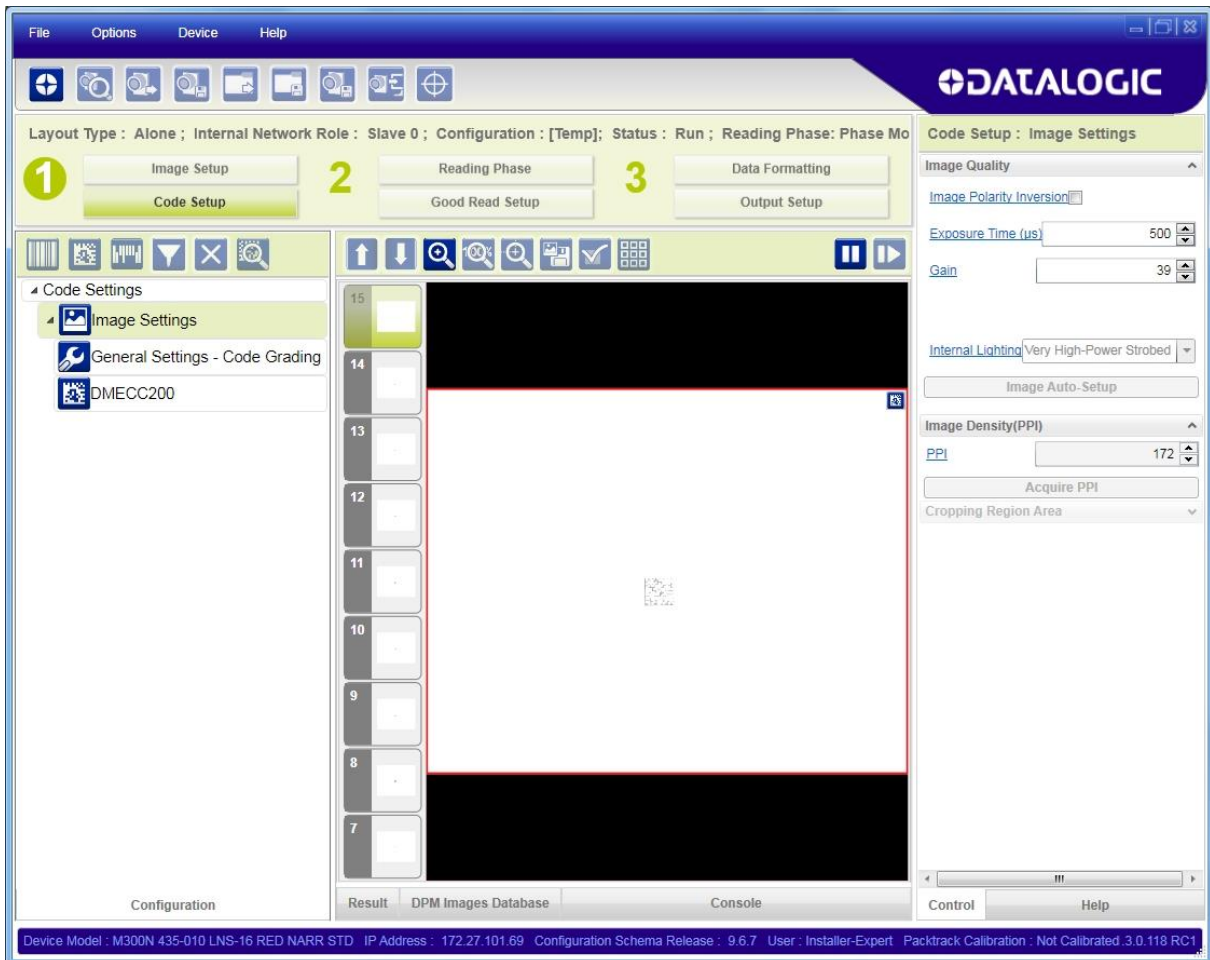 File Options Device Help
DATALOGIC
Layout Type : Alone ; Internal Network Role : Slave 0 ; Configuration : [Temp]; Status : Run ; Reading Phase: Phase Mo
1 Image Setup 2 Reading Phase 3 Data Formatting
Code Setup Good Read Setup Output Setup
Code Settings
Image Settings
General Settings - Code Grading
DMECC200
Configuration
100%
15
14
13
12
11
10
9
8
7
Result DPM Images Database Console
Code Setup : Image Settings
Image Quality
Image Polarity Inversion
Exposure Time (µs) 500
Gain 39
Internal Lighting Very High-Power Strobed
Image Auto-Setup
Image Density(PPI)
PPI 172
Acquire PPI
Cropping Region Area
Control Help
Device Model : M300N 435-010 LNS-16 RED NARR STD IP Address : 172.27.101.69 Configuration Schema Release : 9.6.7 User : Installer-Expert Packtrack Calibration : Not Calibrated .3.0.118 RC1